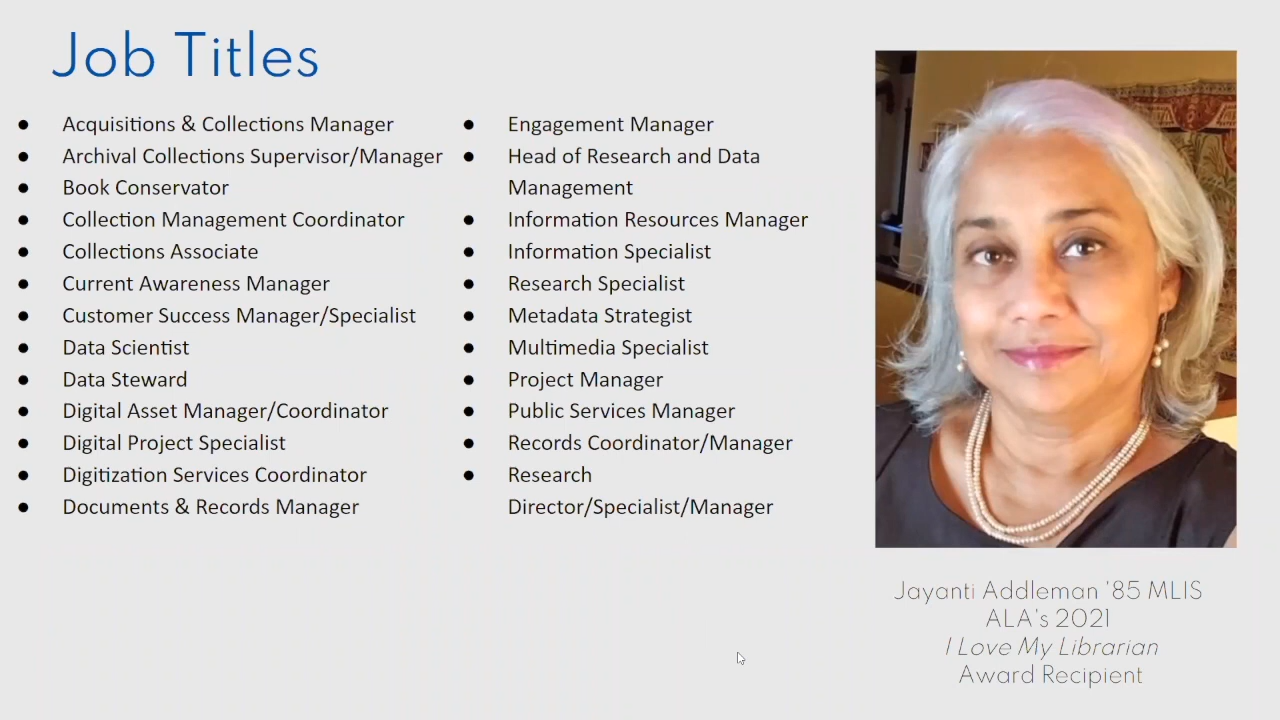 Job Titles
● Acquisitions & Collections Manager
● Archival Collections Supervisor/Manager
● Book Conservator
● Collection Management Coordinator
● Collections Associate
● Current Awareness Manager
● Customer Success Manager/Specialist
● Data Scientist
● Data Steward
● Digital Asset Manager/Coordinator
● Digital Project Specialist
● Digitization Services Coordinator
● Documents & Records Manager
● Engagement Manager
● Head of Research and Data
Management
● Information Resources Manager
● Information Specialist
● Research Specialist
● Metadata Strategist
● Multimedia Specialist
● Project Manager
● Public Services Manager
● Records Coordinator/Manager
● Research
Director/Specialist/Manager
Jayanti Addleman '85 MLIS
ALA's 2021
I Love My Librarian
Award Recipient